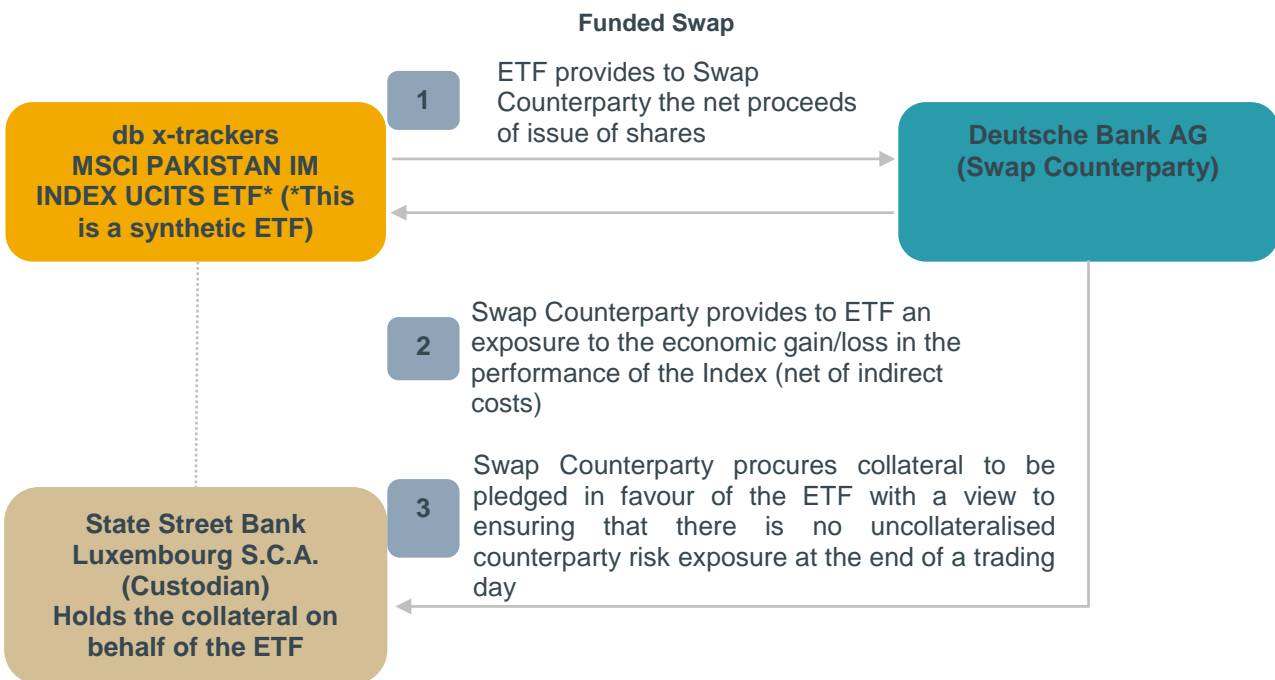 Funded Swap
1
ETF provides to Swap
Counterparty the net proceeds
of issue of shares
db x-trackers
MSCI PAKISTAN IM
INDEX UCITS ETF* (*This
is a synthetic ETF)
Deutsche Bank AG
(Swap Counterparty)
2
Swap Counterparty provides to ETF an
exposure to the economic gain/loss in the
performance of the Index (net of indirect
costs)
3
Swap Counterparty procures collateral to be
pledged in favour of the ETF with a view to
ensuring that there is no uncollateralised
counterparty risk exposure at the end of a trading
day
State Street Bank
Luxembourg S.C.A.
(Custodian)
Holds the collateral on
behalf of the ETF